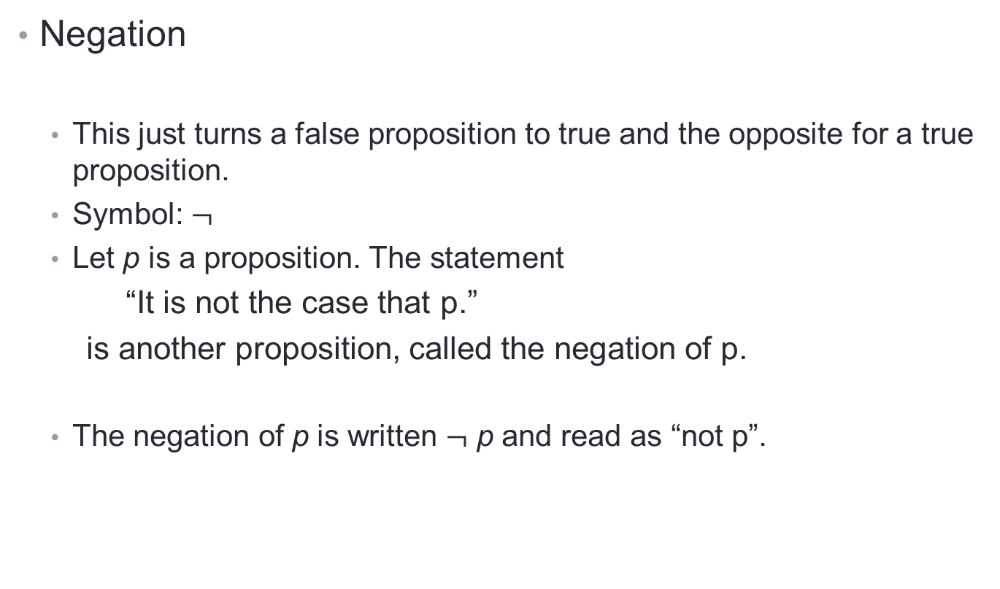 • Negation
• This just turns a false proposition to true and the opposite for a true
proposition.
• Symbol: ¬
• Let p is a proposition. The statement
“It is not the case that p.”
is another proposition, called the negation of p.
• The negation of p is written ¬ p and read as “not p”.